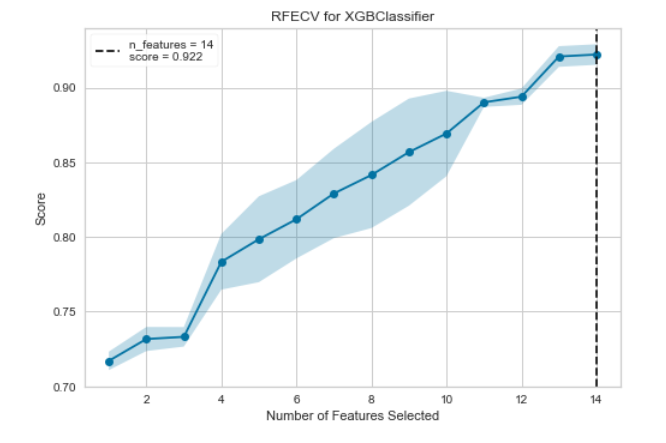 RFECV for XGBClassifier
n_features = 14
score = 0.922
0.90
0.85
0.80
0.75
0.70
Score
2 4 6 8 10 12 14
Number of Features Selected